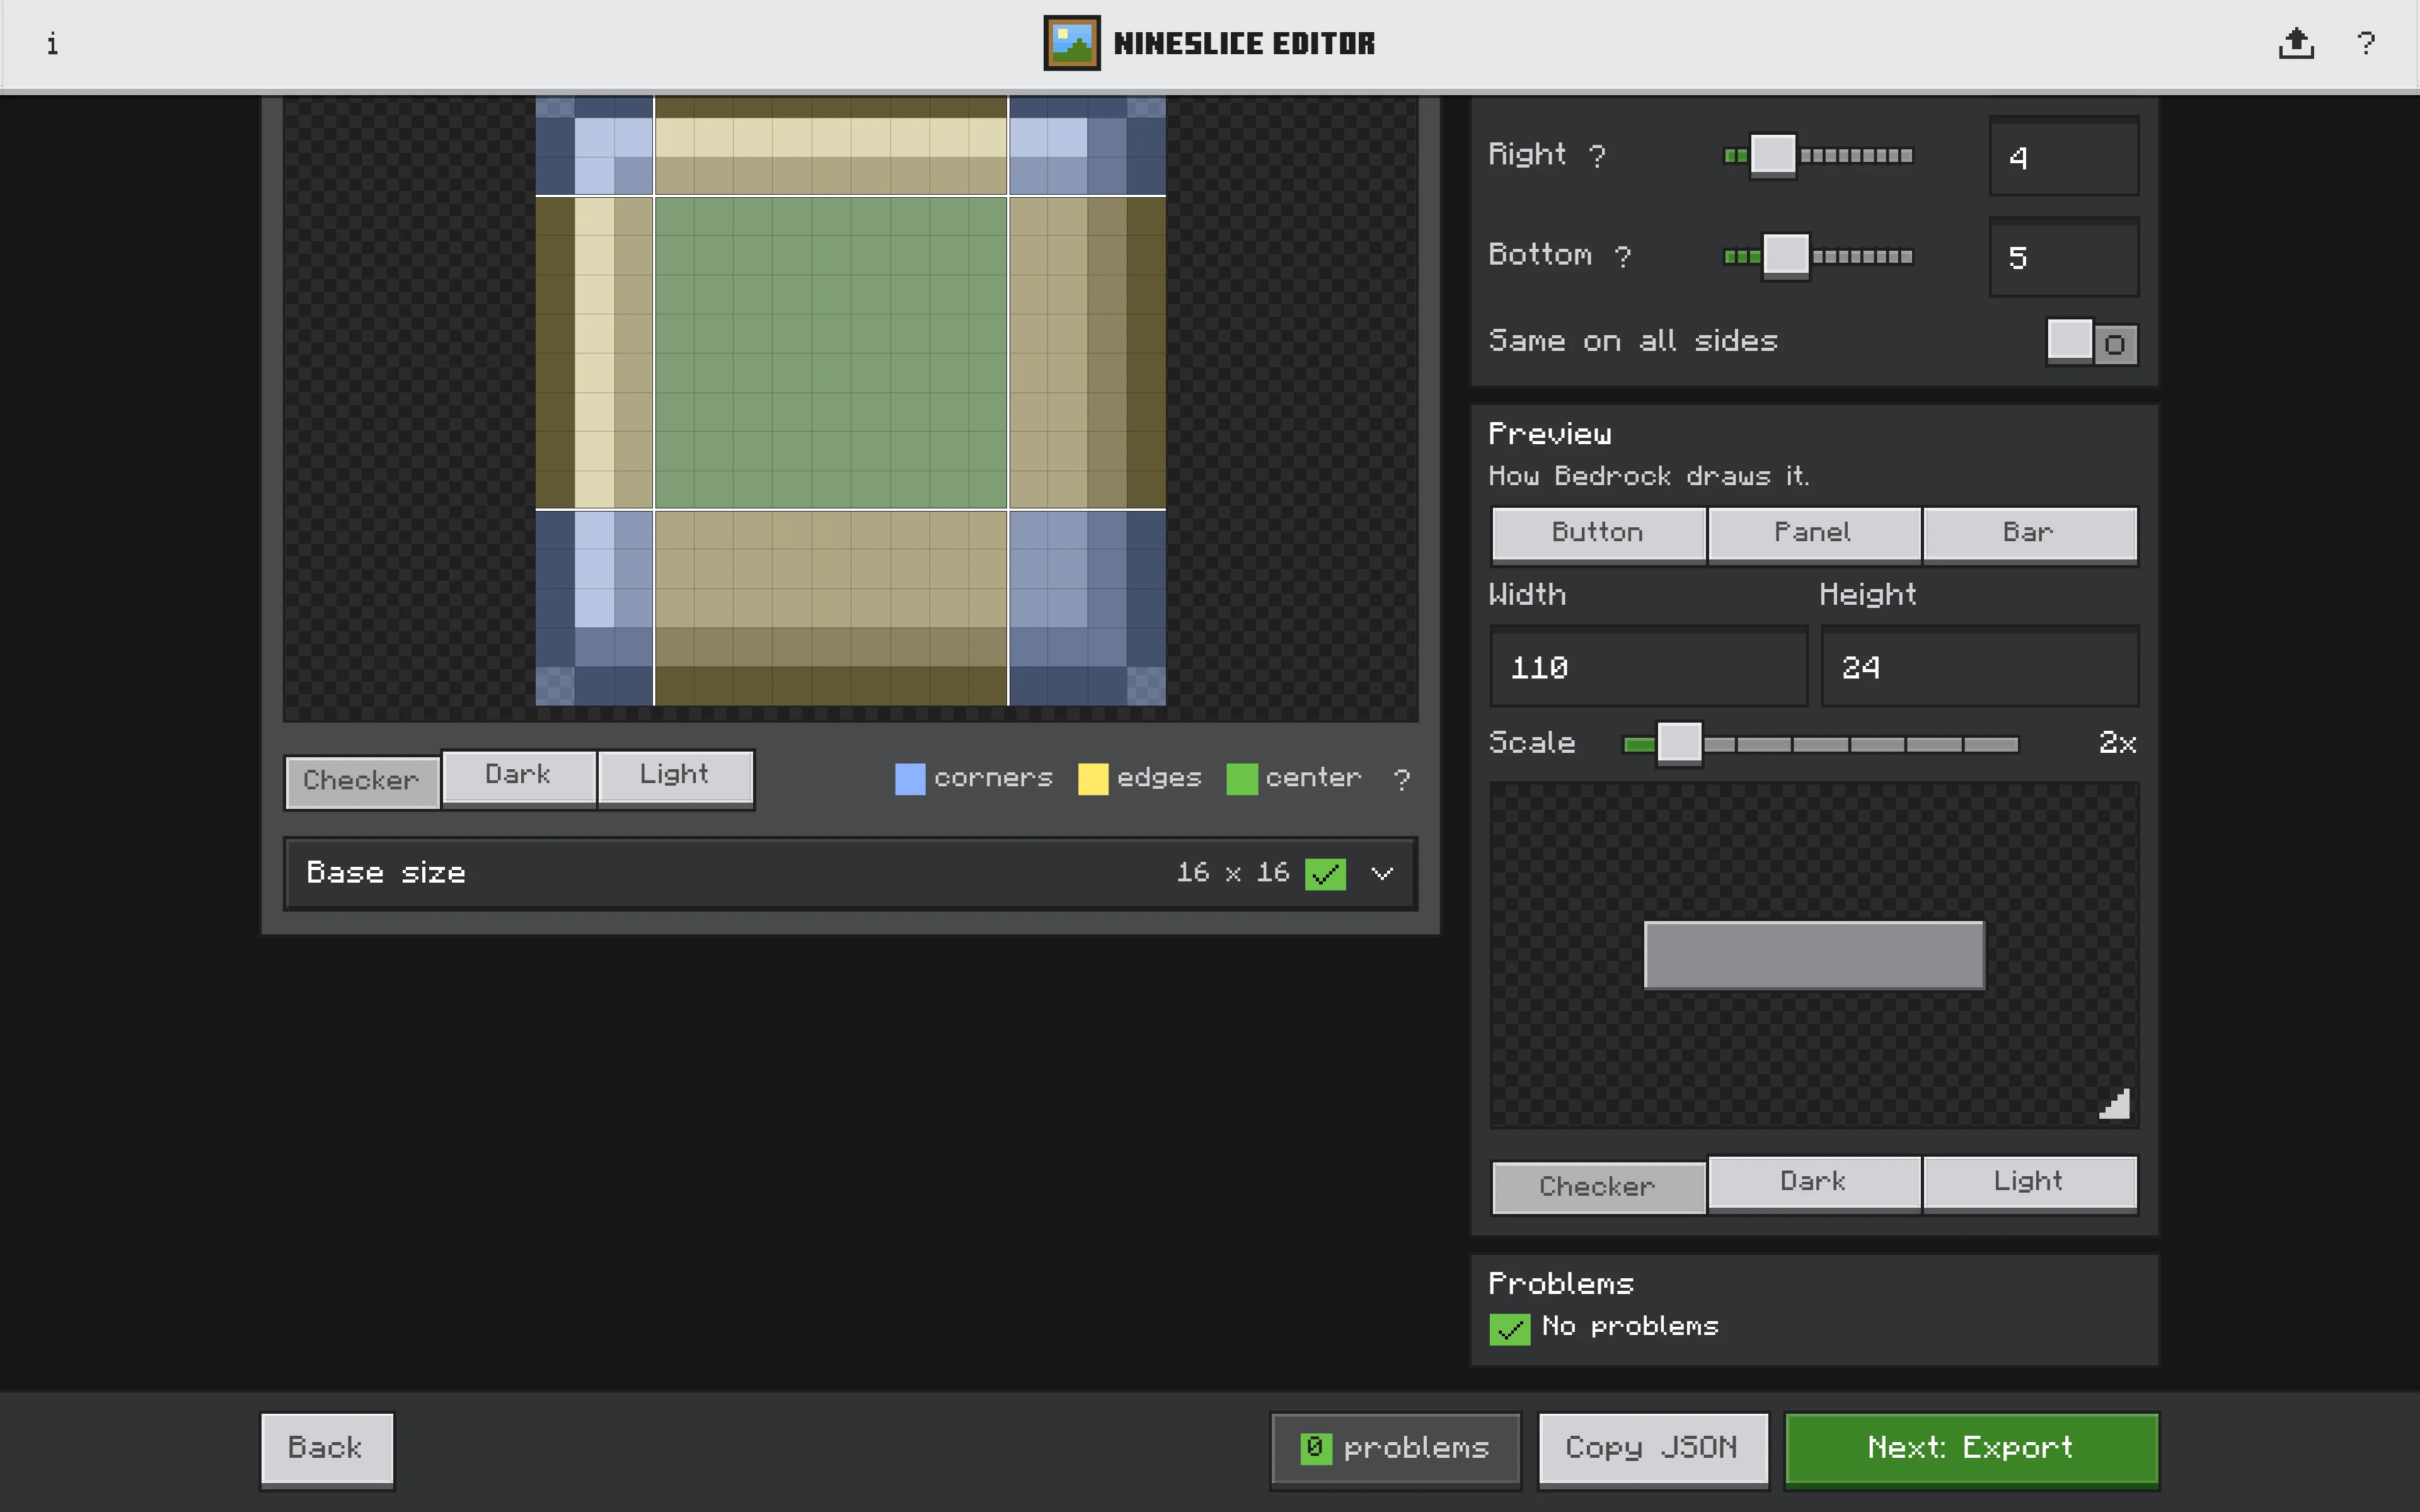 i
NINESLICE EDITOR
?
Right ?
4
Bottom ?
5
Same on all sides
Preview
How Bedrock draws it.
Button Panel Bar
Width Height
110 24
Scale 2x
Checker Dark Light
corners edges center ?
Base size 16 x 16
Checker Dark Light
Problems
No problems
Back
0 problems
Copy JSON
Next: Export